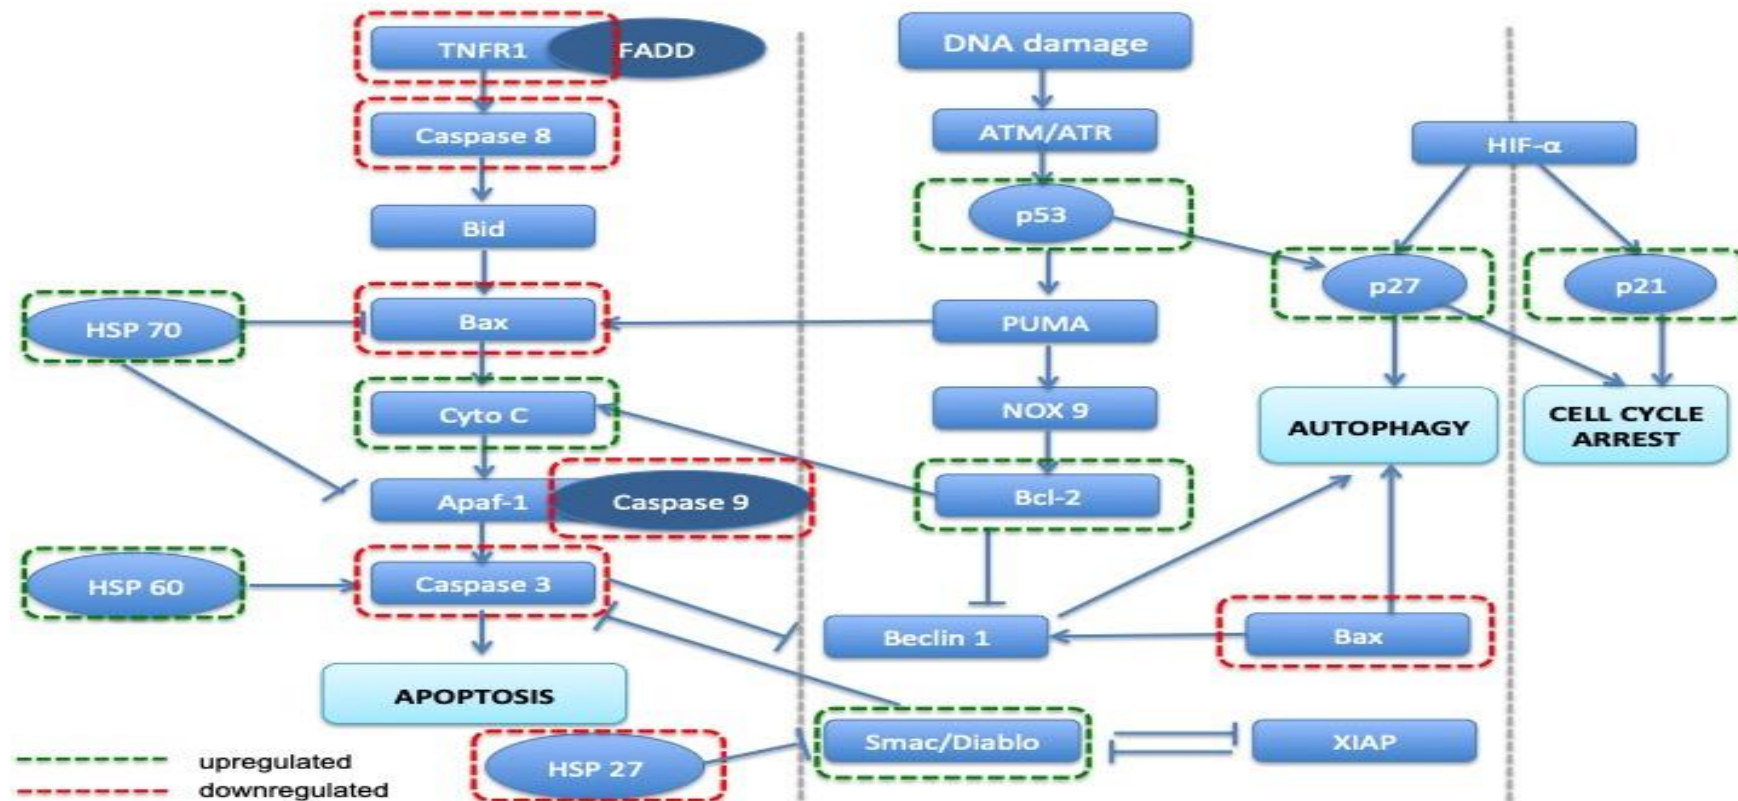 TNFR1
FADD
Caspase 8
Bid
Bax
HSP 70
Cyto C
Apaf-1
Caspase 9
HSP 60
Caspase 3
APOPTOSIS
HSP 27
upregulated
downregulated
DNA damage
ATM/ATR
p53
PUMA
NOX 9
Bcl-2
Beclin 1
Smac/Diablo
XIAP
Bax
HIF-α
p27
p21
AUTOPHAGY
CELL CYCLE
ARREST